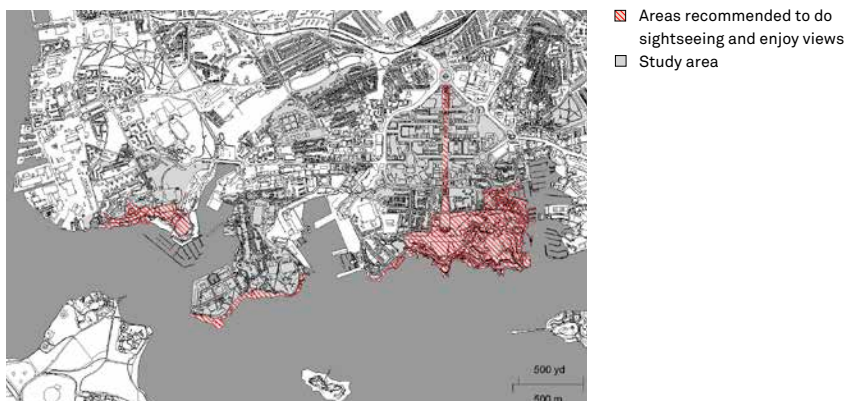 Areas recommended to do
sightseeing and enjoy views
Study area
500 yd
500 m